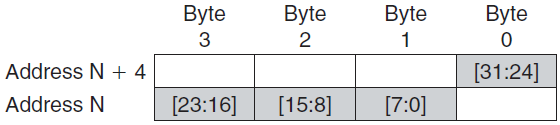 Byte Byte Byte Byte
3 2 1 0
Address N + 4 [31:24]
Address N [23:16] [15:8] [7:0]